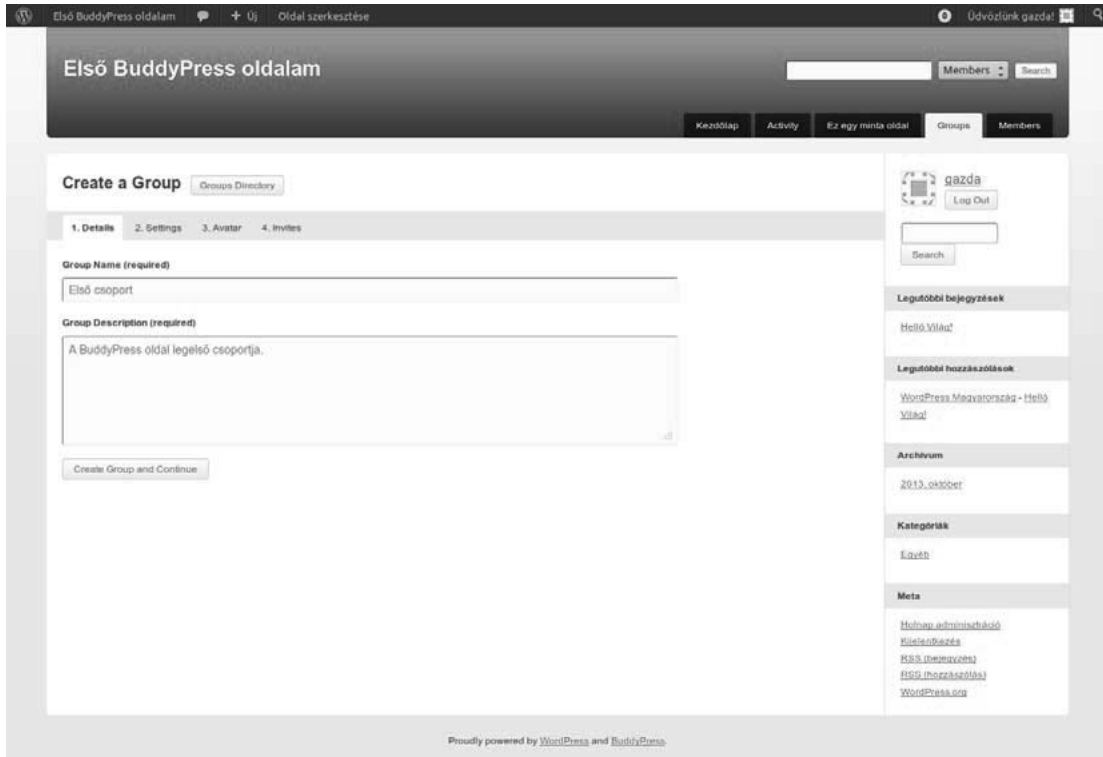 Első BuddyPress oldalam + Új Oldal szerkesztése 0 Üdvözlünk gazda!
Első BuddyPress oldalam
Members Search
Kezdőlap Activity Ez egy minta oldal Groups Members
Create a Group Groups Directory
1. Details 2. Settings 3. Avatar 4. Invites
Group Name (required)
Első csoport
Group Description (required)
A BuddyPress oldal legelső csoportja.
Create Group and Continue
gazda
Log Out
Search
Legutóbbi bejegyzések
Helló Világ!
Legutóbbi hozzászólások
WordPress Magyarország - Helló
Világ!
Archívum
2013. október
Kategóriák
Egyéb
Meta
Honlap adminisztráció
Kijelentkezés
RSS (bejegyzés)
RSS (hozzászólás)
WordPress.org
Proudly powered by WordPress and BuddyPress.